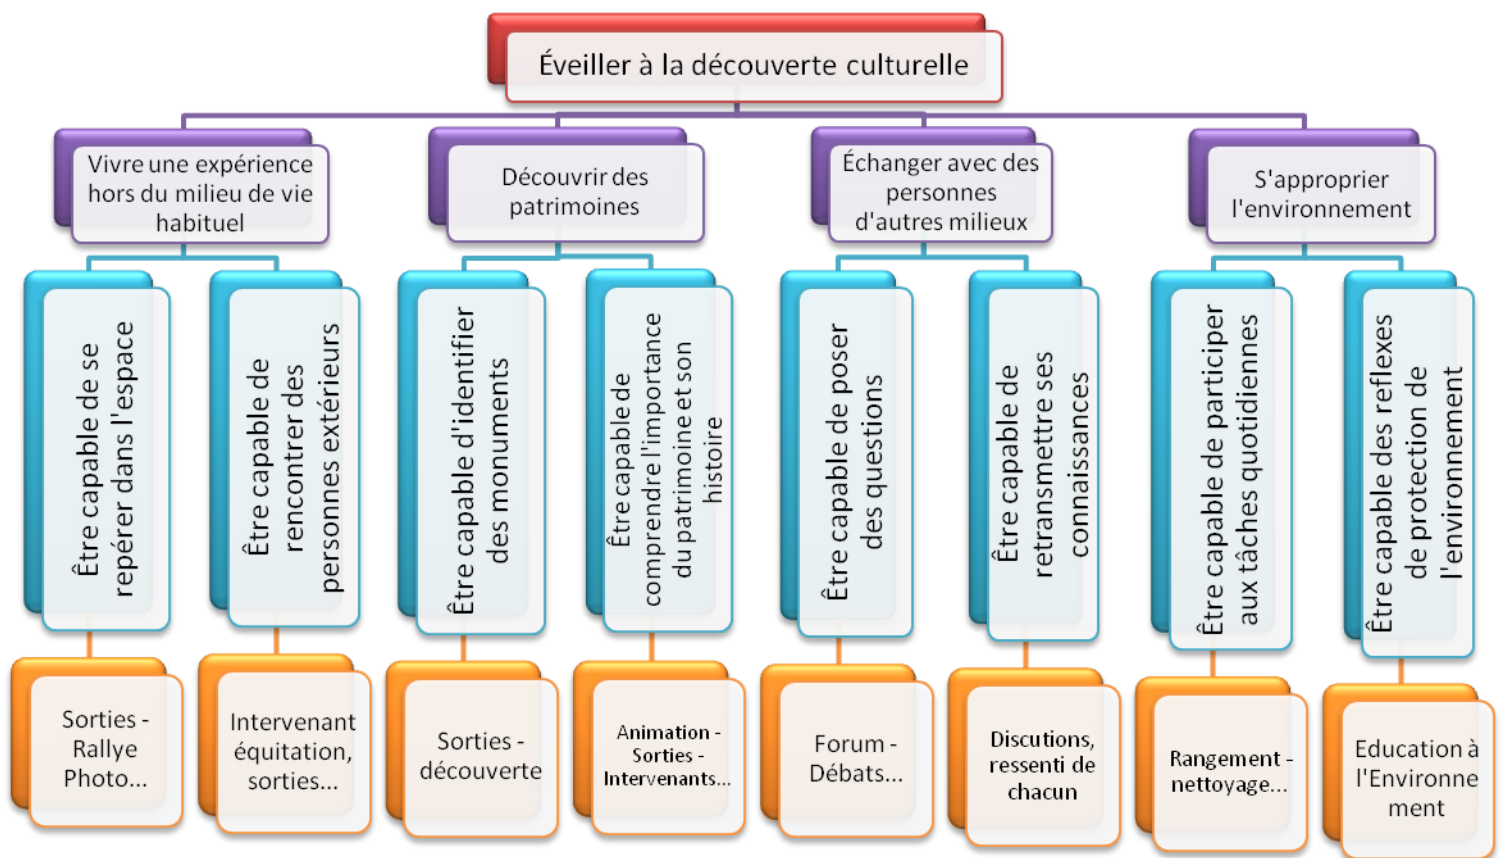 Éveiller à la découverte culturelle
Vivre une expérience
hors du milieu de vie
habituel
Découvrir des
patrimoines
Échanger avec des
personnes
d'autres milieux
S'approprier
l'environnement
Être capable de se
repérer dans l'espace
Être capable de
rencontrer des
personnes extérieurs
Être capable d'identifier
des monuments
Être capable de
comprendre l'importance
du patrimoine et son
histoire
Être capable de poser
des questions
Être capable de
retransmettre ses
connaissances
Être capable de participer
aux tâches quotidiennes
Être capable des reflexes
de protection de
l'environnement
Sorties -
Rallye
Photo...
Intervenant
équitation,
sorties...
Sorties -
découverte
Animation -
Sorties -
Intervenants...
Forum -
Débats...
Discutions,
ressenti de
chacun
Rangement -
nettoyage...
Education à
l'Environne
ment